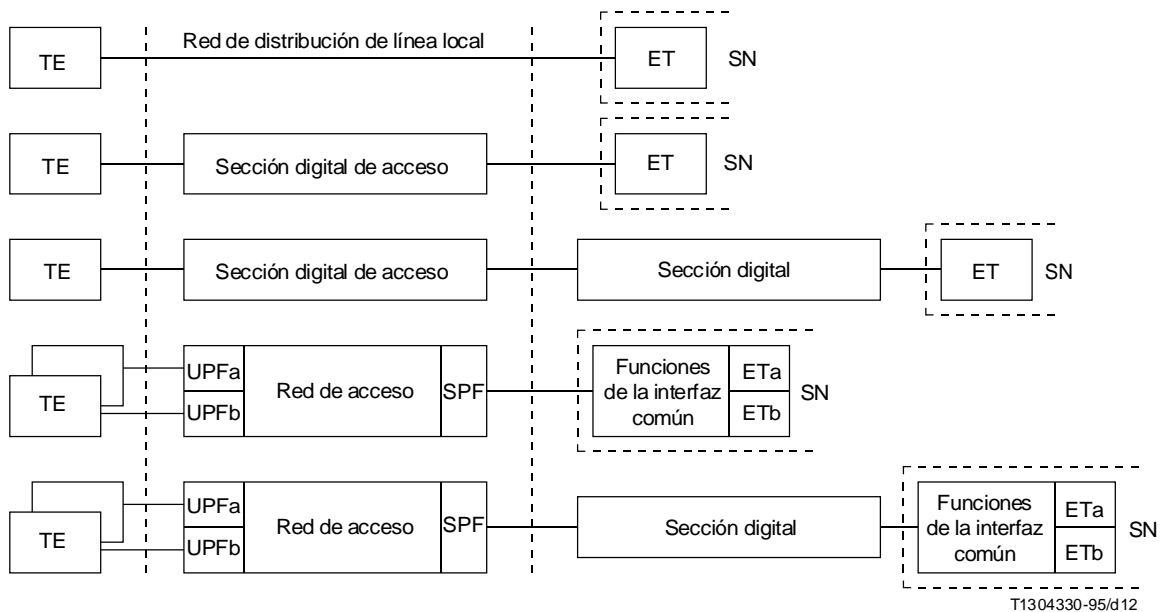 Red de distribución de línea local
TE
ET
SN
TE
Sección digital de acceso
ET
SN
TE
Sección digital de acceso
Sección digital
ET
SN
TE
UPFa
UPFb
Red de acceso
SPF
Funciones
de la interfaz
común
ETa
ETb
SN
TE
UPFa
UPFb
Red de acceso
SPF
Sección digital
Funciones
de la interfaz
común
ETa
ETb
SN
T1304330-95/d12